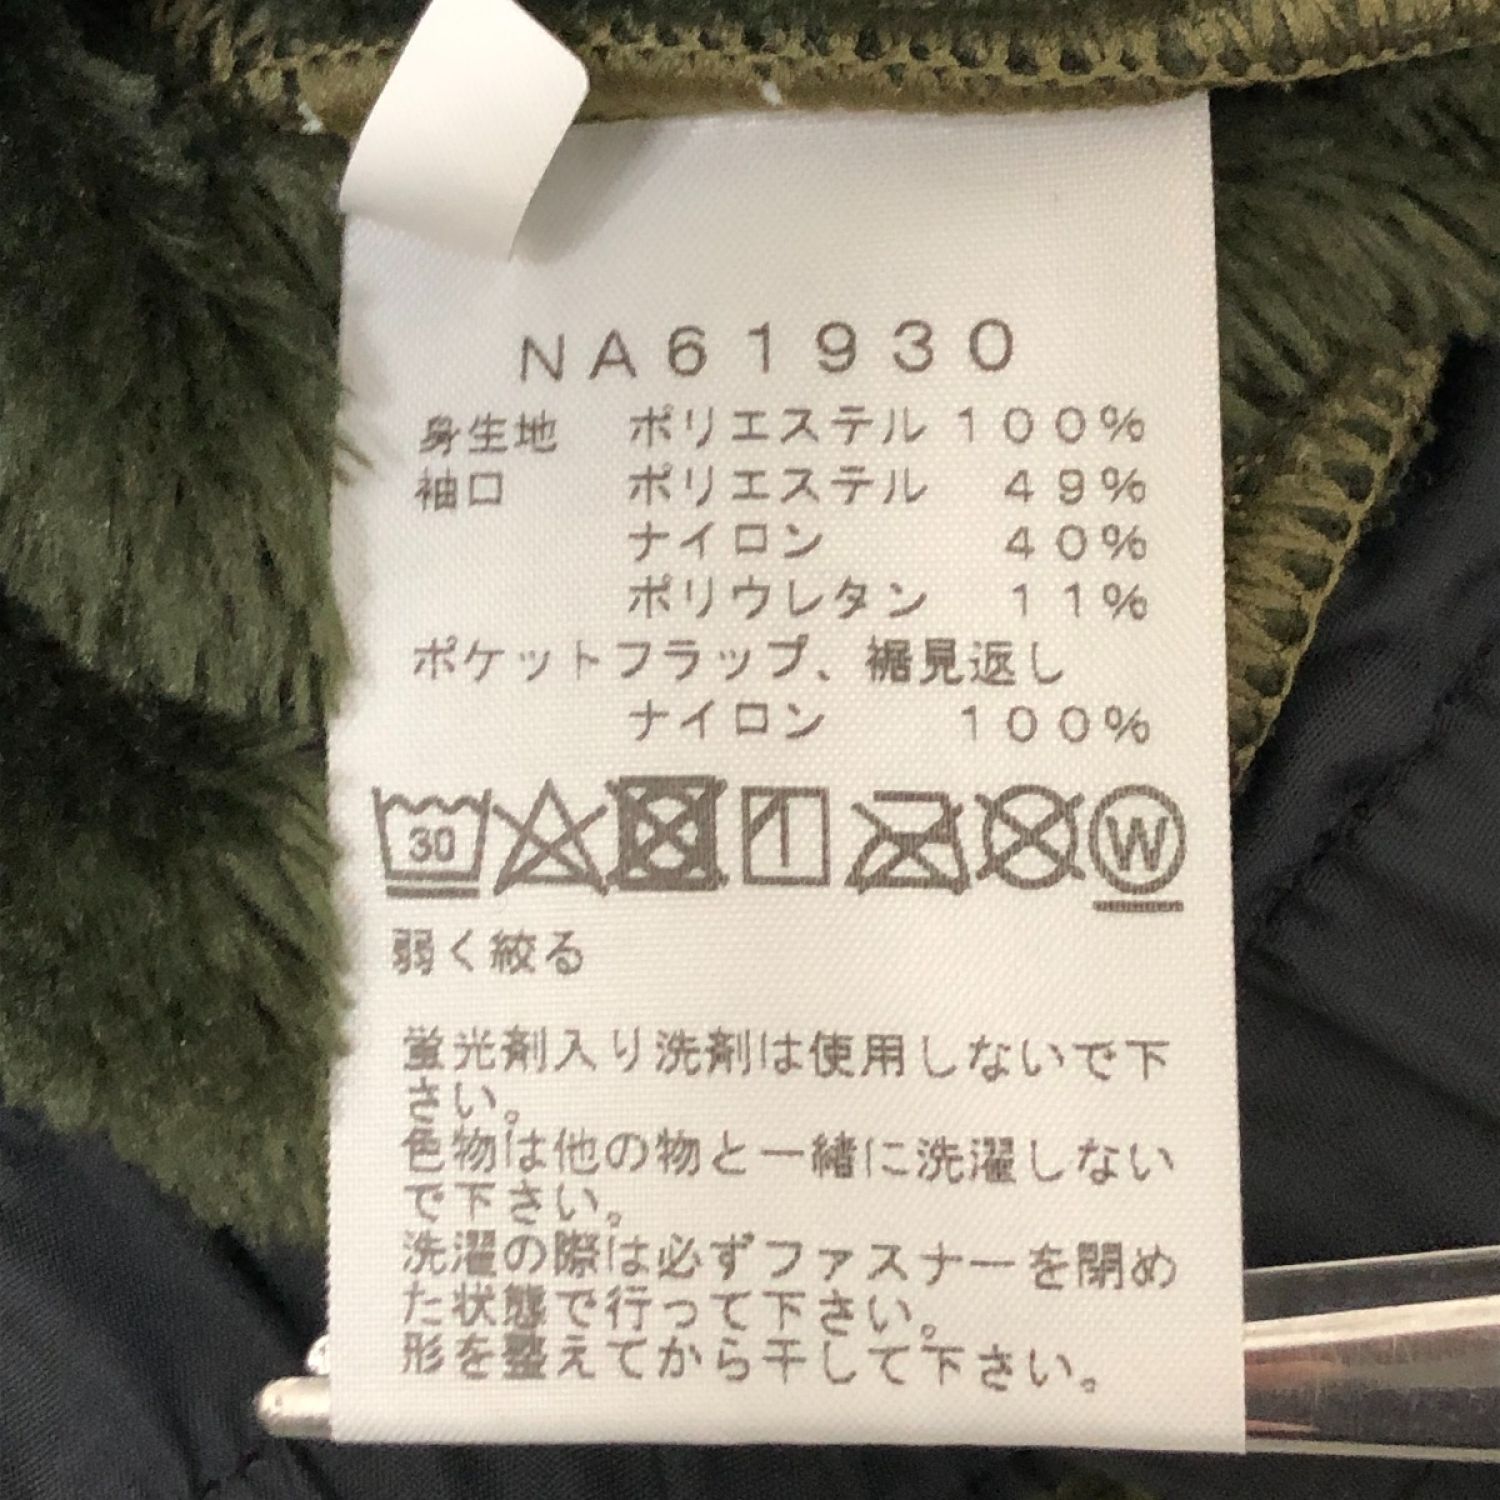 NA61930
身生地 ポリエステル 100%
袖口 ポリエステル 49%
ナイロン 40%
ポリウレタン 11%
ポケットフラップ、裾見返し
ナイロン 100%
30 W
弱く絞る
蛍光剤入り洗剤は使用しないで下
さい。
色物は他の物と一緒に洗濯しない
で下さい。
洗濯の際は必ずファスナーを閉め
た状態で行って下さい。
形を整えてから干して下さい。